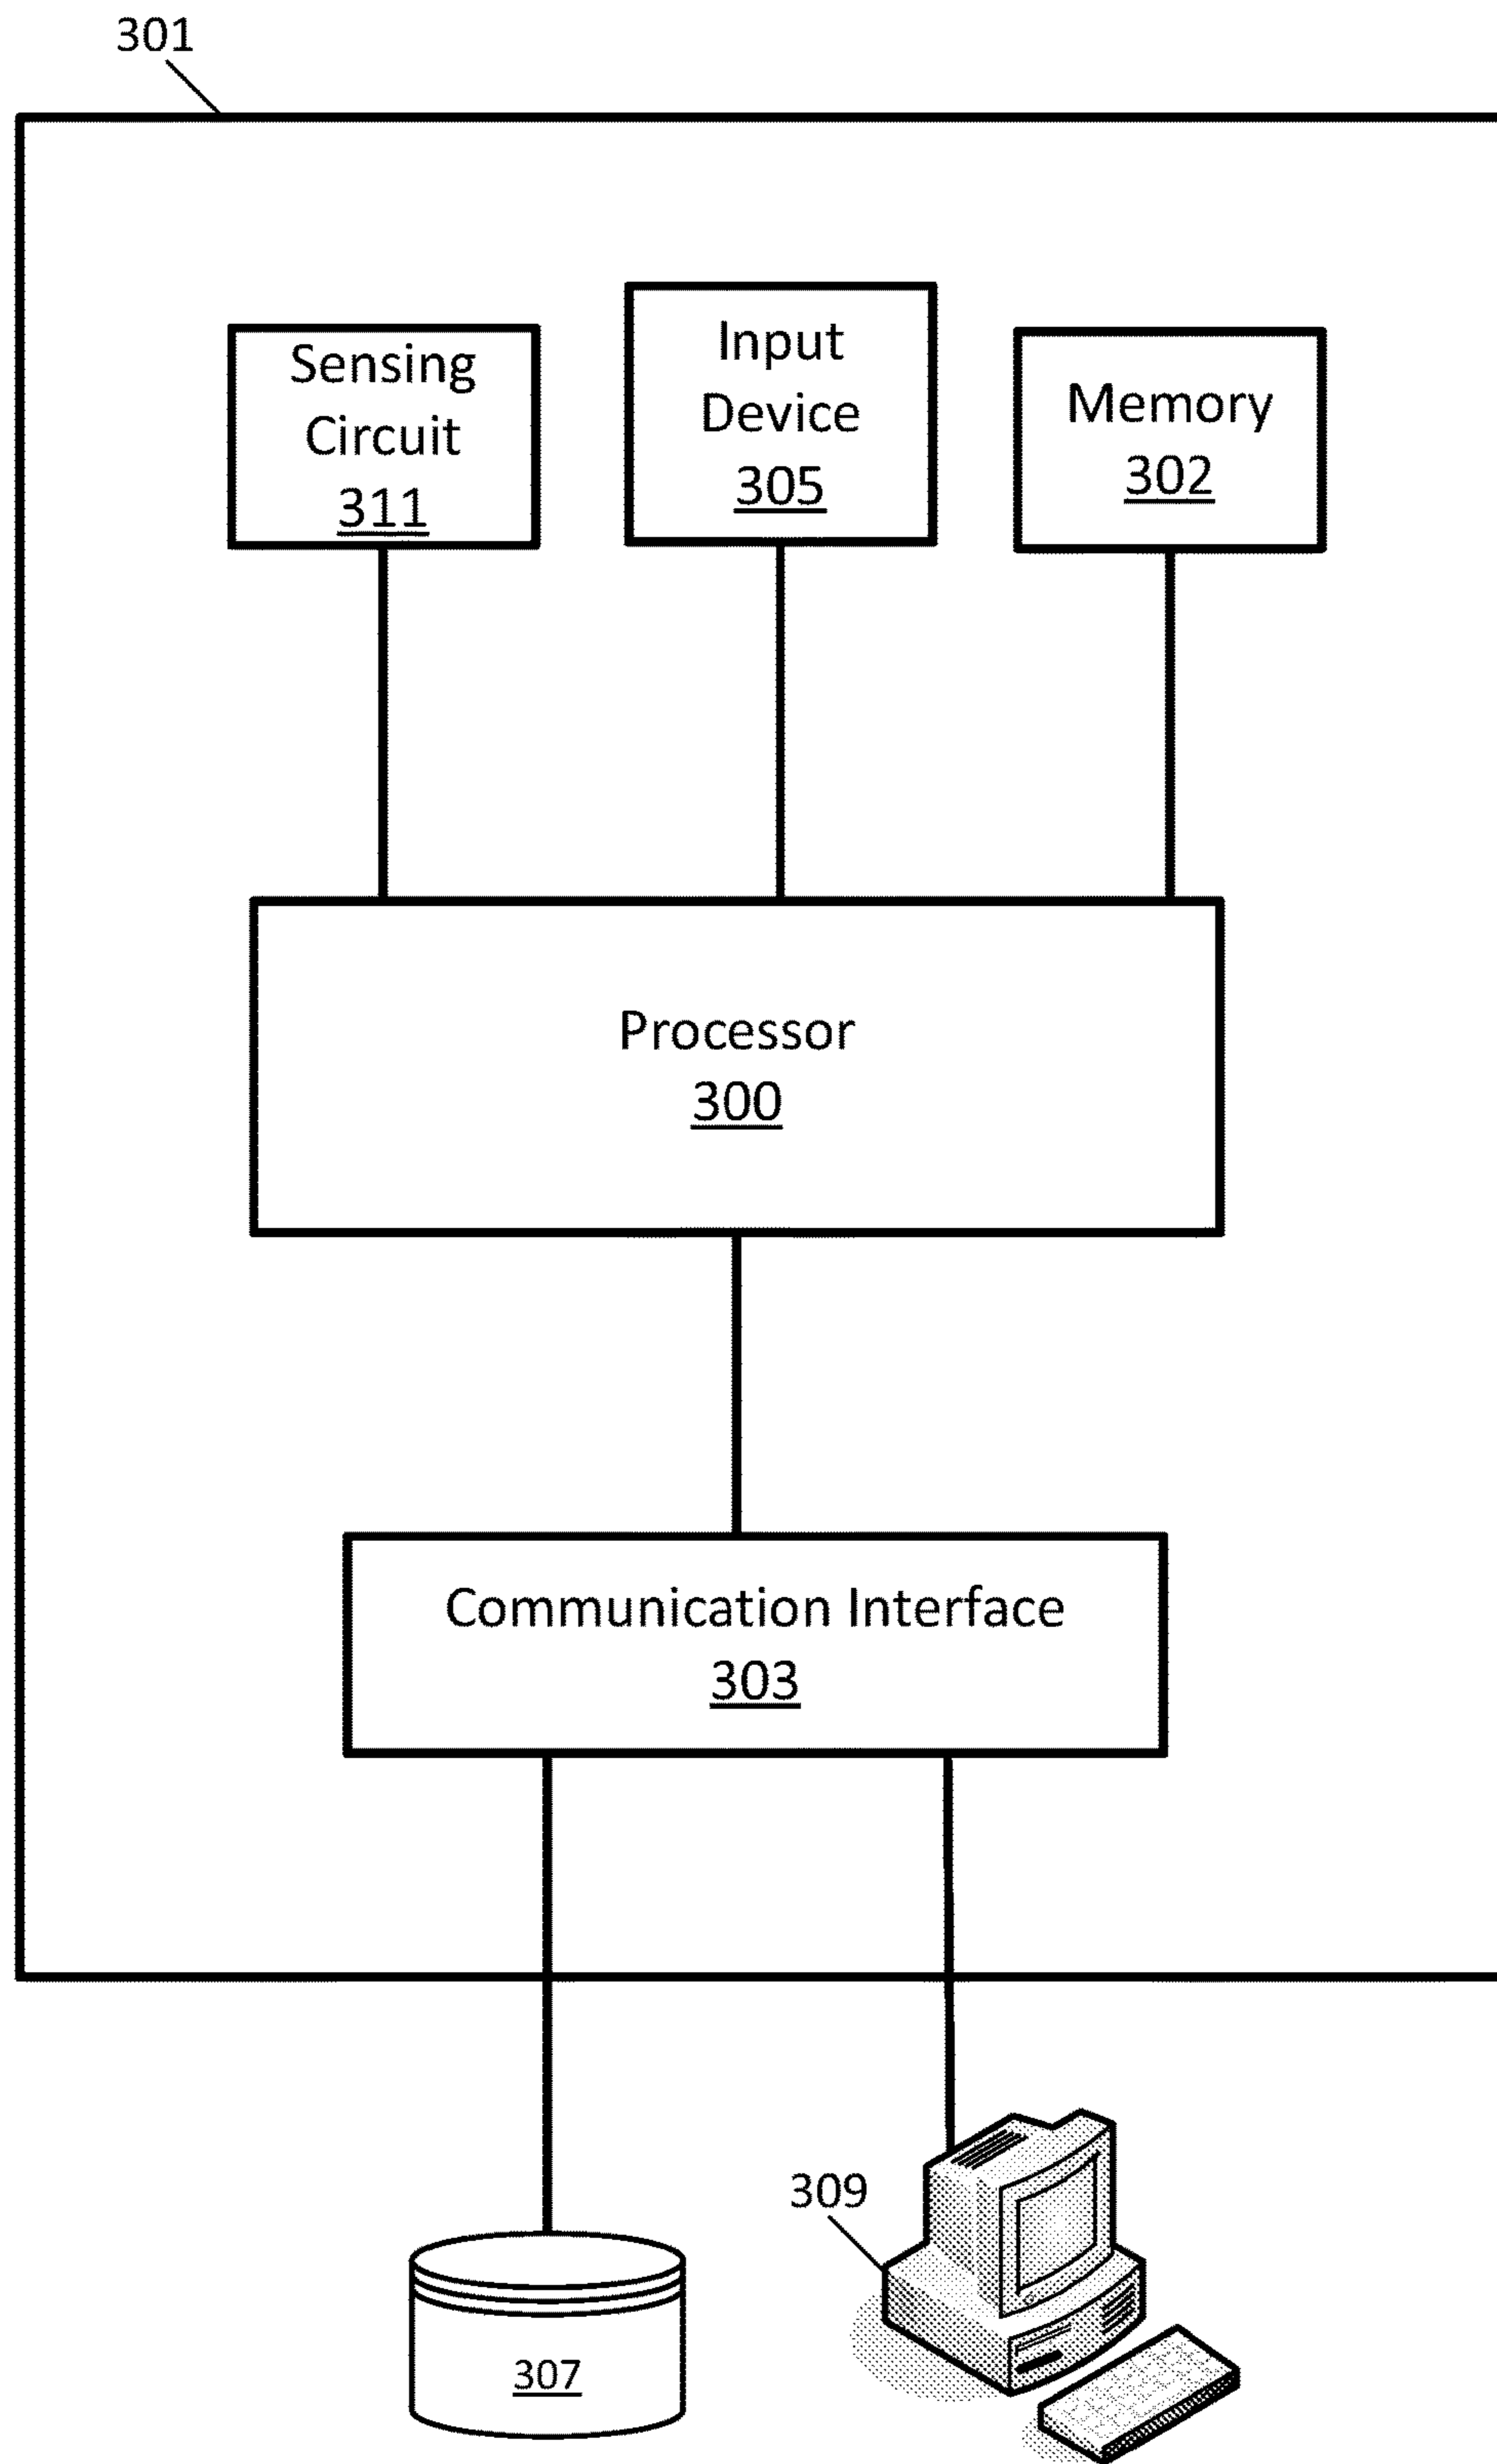 301
Sensing
Circuit
311
Input
Device
305
Memory
302
Processor
300
Communication Interface
303
309
307